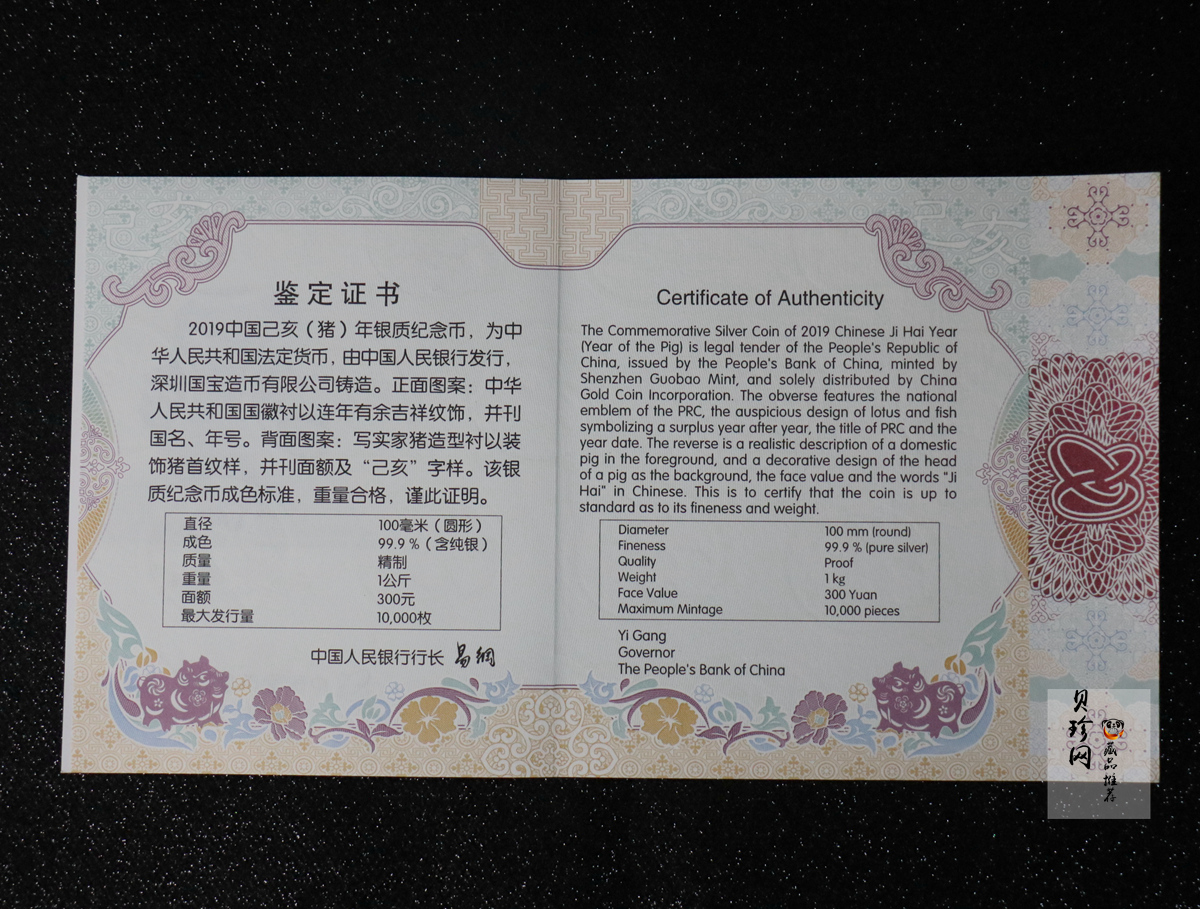 鉴定证书
2019中国己亥（猪）年银质纪念币，为中
华人民共和国法定货币，由中国人民银行发行，
深圳国宝造币有限公司铸造。正面图案：中华
人民共和国国徽衬以连年有余吉祥纹饰，并刊
国名、年号。背面图案：写实家猪造型衬以装
饰猪首纹样，并刊面额及“己亥”字样。该银
质纪念币成色标准，重量合格，谨此证明。
直径 100毫米（圆形）
成色 99.9％（含纯银）
质量 精制
重量 1公斤
面额 300元
最大发行量 10,000枚
中国人民银行行长 易纲
Certificate of Authenticity
The Commemorative Silver Coin of 2019 Chinese Ji Hai Year
(Year of the Pig) is legal tender of the People's Republic of
China, issued by the People's Bank of China, minted by
Shenzhen Guobao Mint, and solely distributed by China
Gold Coin Incorporation. The obverse features the national
emblem of the PRC, the auspicious design of lotus and fish
symbolizing a surplus year after year, the title of PRC and the
year date. The reverse is a realistic description of a domestic
pig in the foreground, and a decorative design of the head
of a pig as the background, the face value and the words "Ji
Hai" in Chinese. This is to certify that the coin is up to
standard as to its fineness and weight.
Diameter 100 mm (round)
Fineness 99.9 % (pure silver)
Quality Proof
Weight 1 kg
Face Value 300 Yuan
Maximum Mintage 10,000 pieces
Yi Gang
Governor
The People's Bank of China
己亥
己亥
贝珍网
藏品推荐